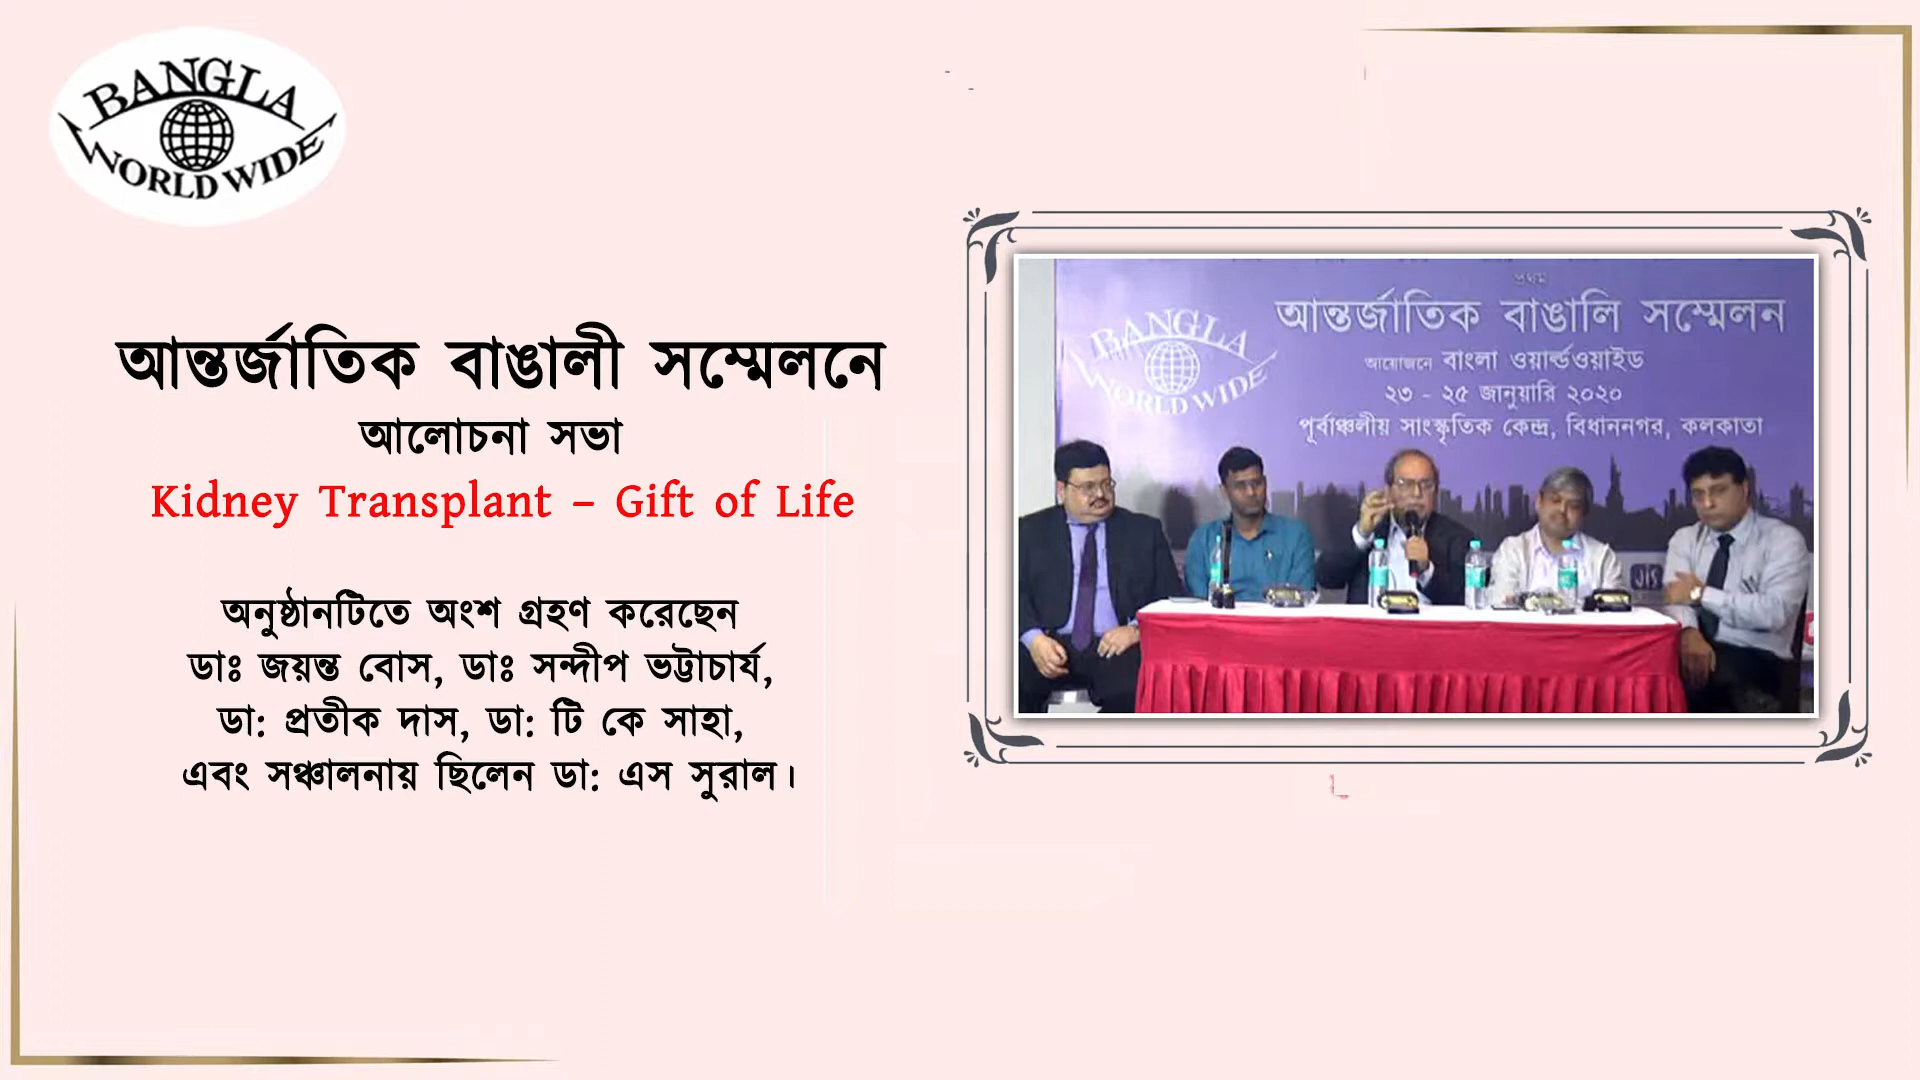 BANGLA
WORLD WIDE
আন্তর্জাতিক বাঙালী সম্মেলনে
আলোচনা সভা
Kidney Transplant – Gift of Life
অনুষ্ঠানটিতে অংশ গ্রহণ করেছেন
ডাঃ জয়ন্ত বোস, ডাঃ সন্দীপ ভট্টাচার্য,
ডা: প্রতীক দাস, ডা: টি কে সাহা,
এবং সঞ্চালনায় ছিলেন ডা: এস সুরাল।
প্রথম
আন্তর্জাতিক বাঙালি সম্মেলন
আয়োজনে বাংলা ওয়ার্ল্ডওয়াইড
২৩ - ২৫ জানুয়ারি ২০২০
পূর্বাঞ্চলীয় সাংস্কৃতিক কেন্দ্র, বিধাননগর, কলকাতা
BANGLA
WORLD WIDE
JIS